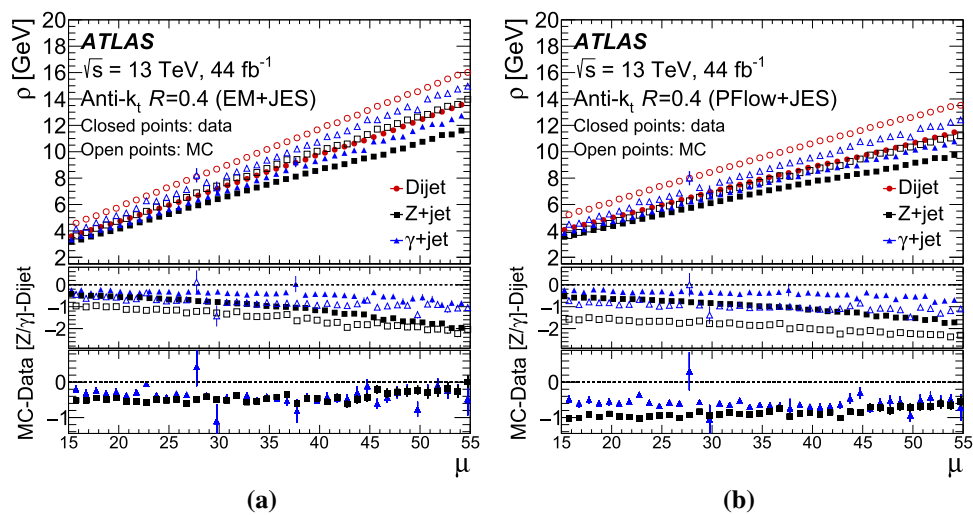 ATLAS
√s = 13 TeV, 44 fb⁻¹
Anti-kₜ R=0.4 (EM+JES)
Closed points: data
Open points: MC
Dijet
Z+jet
γ+jet
ρ [GeV]
20
18
16
14
12
10
8
6
4
2
[Z/γ]-Dijet
0
−1
−2
MC-Data
0
−1
15 20 25 30 35 40 45 50 55
μ
(a)
ATLAS
√s = 13 TeV, 44 fb⁻¹
Anti-kₜ R=0.4 (PFlow+JES)
Closed points: data
Open points: MC
Dijet
Z+jet
γ+jet
ρ [GeV]
20
18
16
14
12
10
8
6
4
2
[Z/γ]-Dijet
0
−1
−2
MC-Data
0
−1
15 20 25 30 35 40 45 50 55
μ
(b)